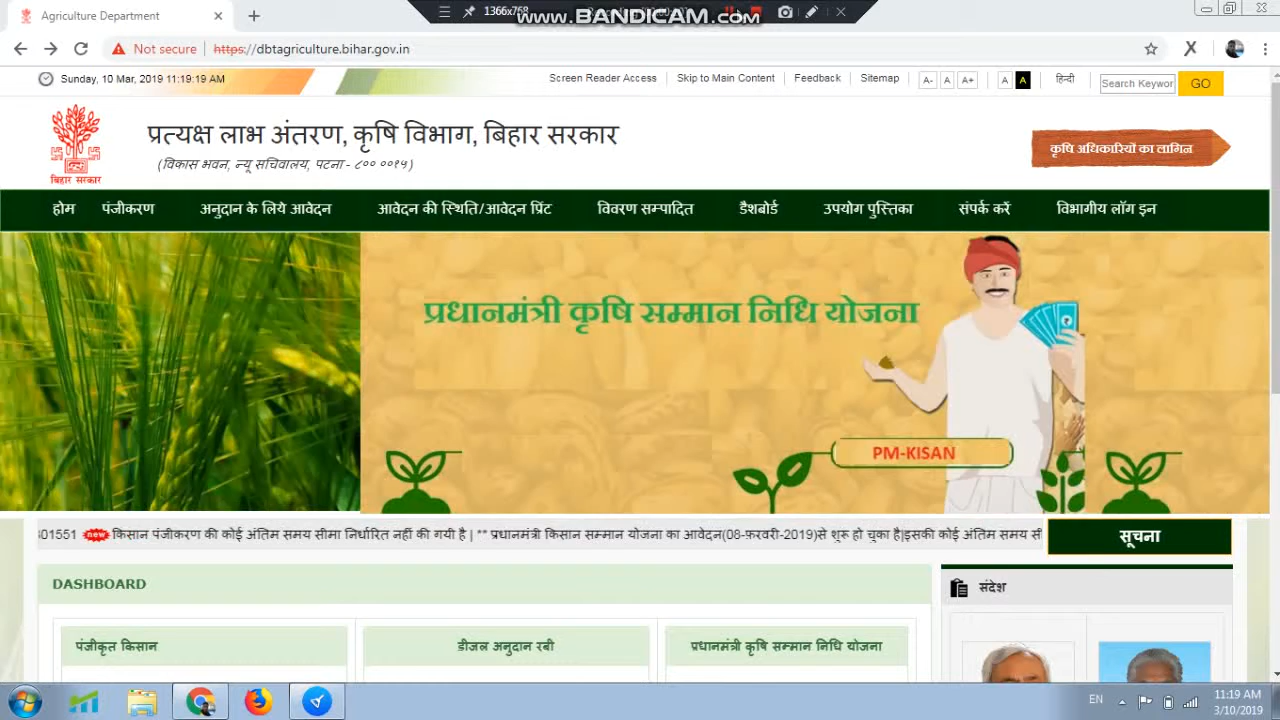 Agriculture Department
1366x768
www.BANDICAM.com
Not secure
https://dbtagriculture.bihar.gov.in
Sunday, 10 Mar, 2019 11:19:19 AM
Screen Reader Access
Skip to Main Content
Feedback
Sitemap
A-
A
A+
A
A
हिन्दी
Search Keywor
GO
प्रत्यक्ष लाभ अंतरण, कृषि विभाग, बिहार सरकार
(विकास भवन, न्यू सचिवालय, पटना - ८०० ००१५)
बिहार सरकार
कृषि अधिकारियों का लागिन
होम
पंजीकरण
अनुदान के लिये आवेदन
आवेदन की स्थिति/आवेदन प्रिंट
विवरण सम्पादित
डैशबोर्ड
उपयोग पुस्तिका
संपर्क करें
विभागीय लॉग इन
प्रधानमंत्री कृषि सम्मान निधि योजना
PM-KISAN
301551 new किसान पंजीकरण की कोई अंतिम समय सीमा निर्धारित नहीं की गयी है | ** प्रधानमंत्री किसान सम्मान योजना का आवेदन(08-फ़रवरी-2019)से शुरू हो चुका है|इसकी कोई अंतिम समय सी
सूचना
DASHBOARD
संदेश
पंजीकृत किसान
डीजल अनुदान रबी
प्रधानमंत्री कृषि सम्मान निधि योजना
EN
11:19 AM
3/10/2019